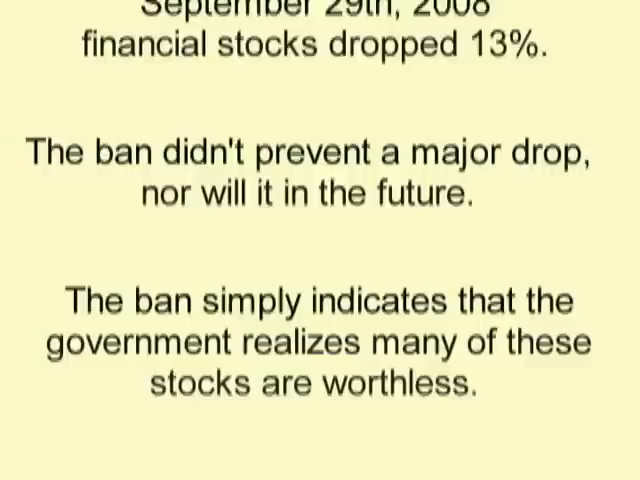 September 29th, 2008
financial stocks dropped 13%.
The ban didn't prevent a major drop,
nor will it in the future.
The ban simply indicates that the
government realizes many of these
stocks are worthless.